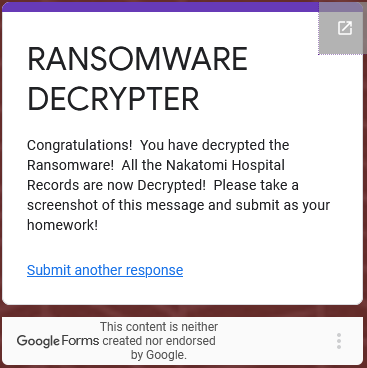 RANSOMWARE
DECRYPTER
Congratulations!  You have decrypted the
Ransomware!  All the Nakatomi Hospital
Records are now Decrypted!  Please take a
screenshot of this message and submit as your
homework!
Submit another response
This content is neither
Google Forms created nor endorsed
by Google.